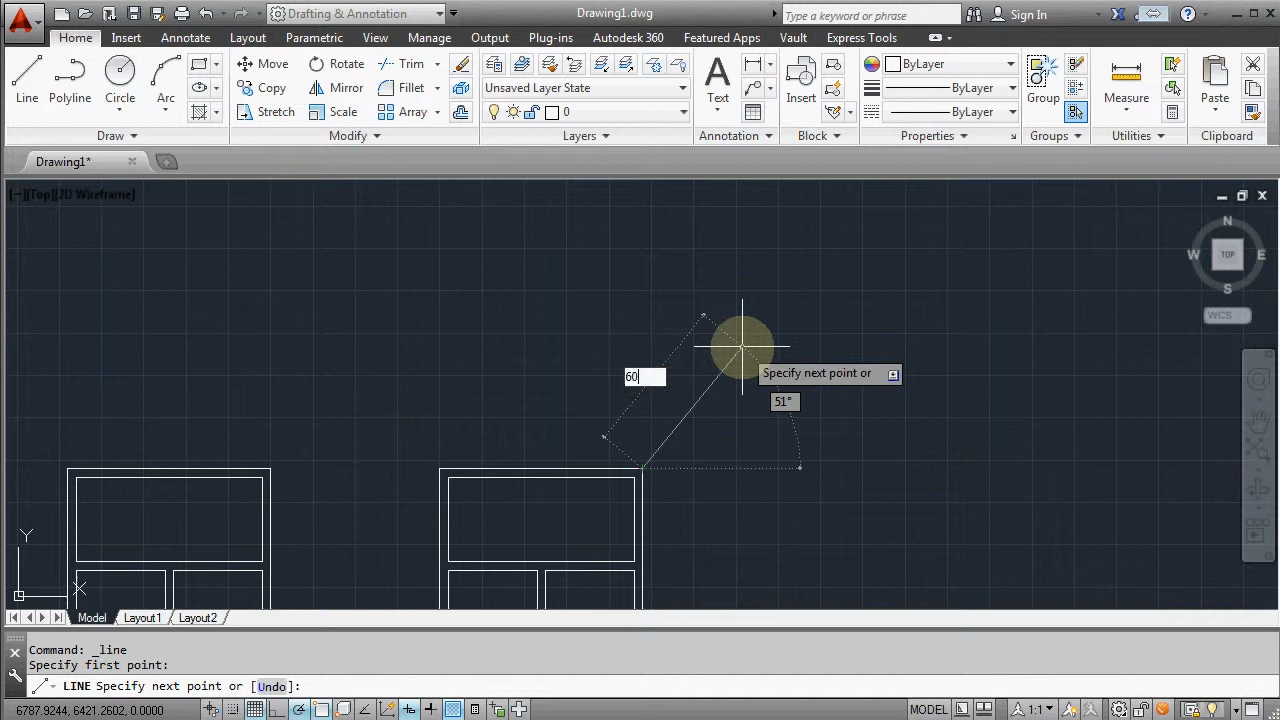 Drafting & Annotation
Drawing1.dwg
Type a keyword or phrase
Sign In
Home Insert Annotate Layout Parametric View Manage Output Plug-ins Autodesk 360 Featured Apps Vault Express Tools
Line
Polyline
Circle
Arc
Move
Rotate
Trim
Copy
Mirror
Fillet
Stretch
Scale
Array
Unsaved Layer State
0
Text
Insert
ByLayer
ByLayer
ByLayer
Group
Measure
Paste
Draw
Modify
Layers
Annotation
Block
Properties
Groups
Utilities
Clipboard
Drawing1*
[−][Top][2D Wireframe]
N
W
TOP
E
S
WCS
60
Specify next point or
51°
Y
X
Model Layout1 Layout2
Command: _line
Specify first point:
LINE Specify next point or [Undo]:
6787.9244, 6421.2602, 0.0000
MODEL
1:1